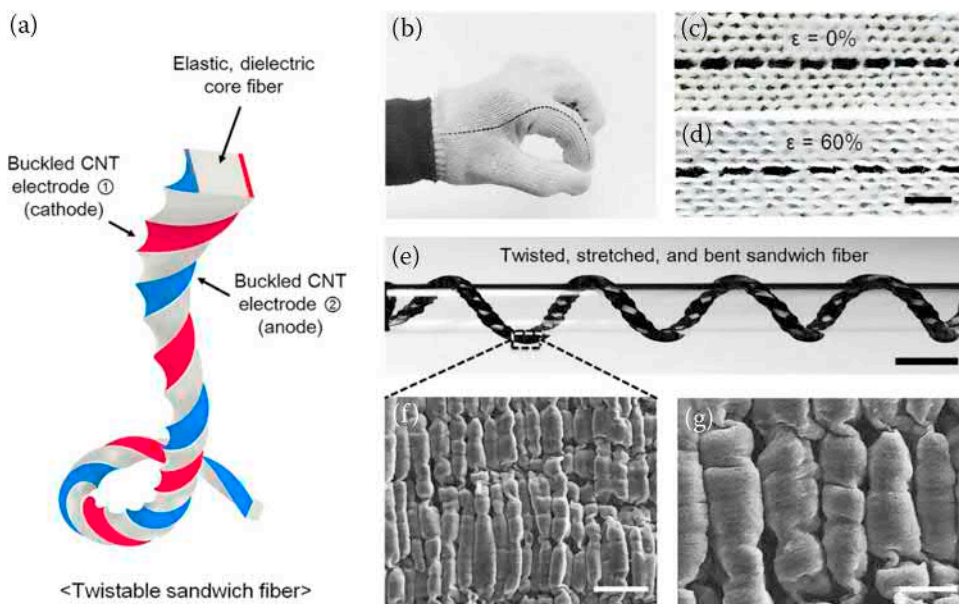 (a)
Elastic, dielectric
core fiber
Buckled CNT
electrode ①
(cathode)
Buckled CNT
electrode ②
(anode)
<Twistable sandwich fiber>
(b)
(c)
ε = 0%
(d)
ε = 60%
(e)
Twisted, stretched, and bent sandwich fiber
(f)
(g)